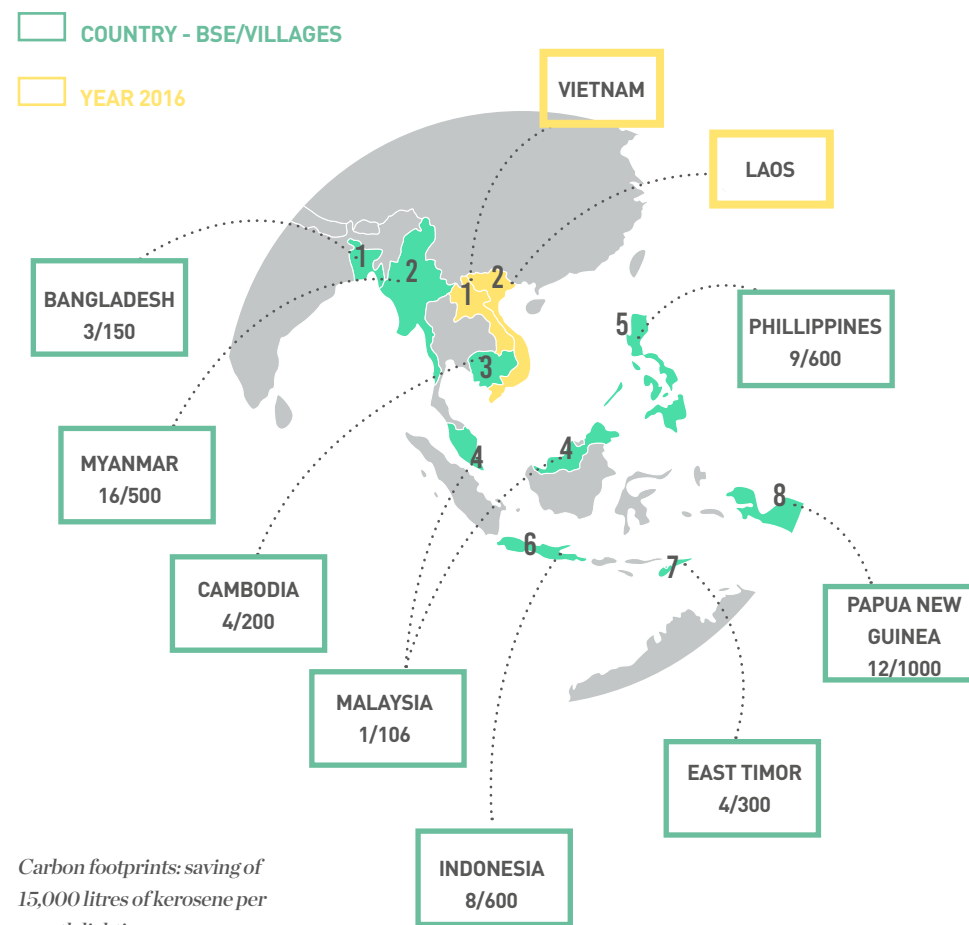 COUNTRY - BSE/VILLAGES
YEAR 2016
VIETNAM
LAOS
BANGLADESH
3/150
MYANMAR
16/500
CAMBODIA
4/200
MALAYSIA
1/106
INDONESIA
8/600
EAST TIMOR
4/300
PAPUA NEW
GUINEA
12/1000
PHILLIPPINES
9/600
1
2
1
2
3
4
4
5
6
7
8
Carbon footprints: saving of
15,000 litres of kerosene per